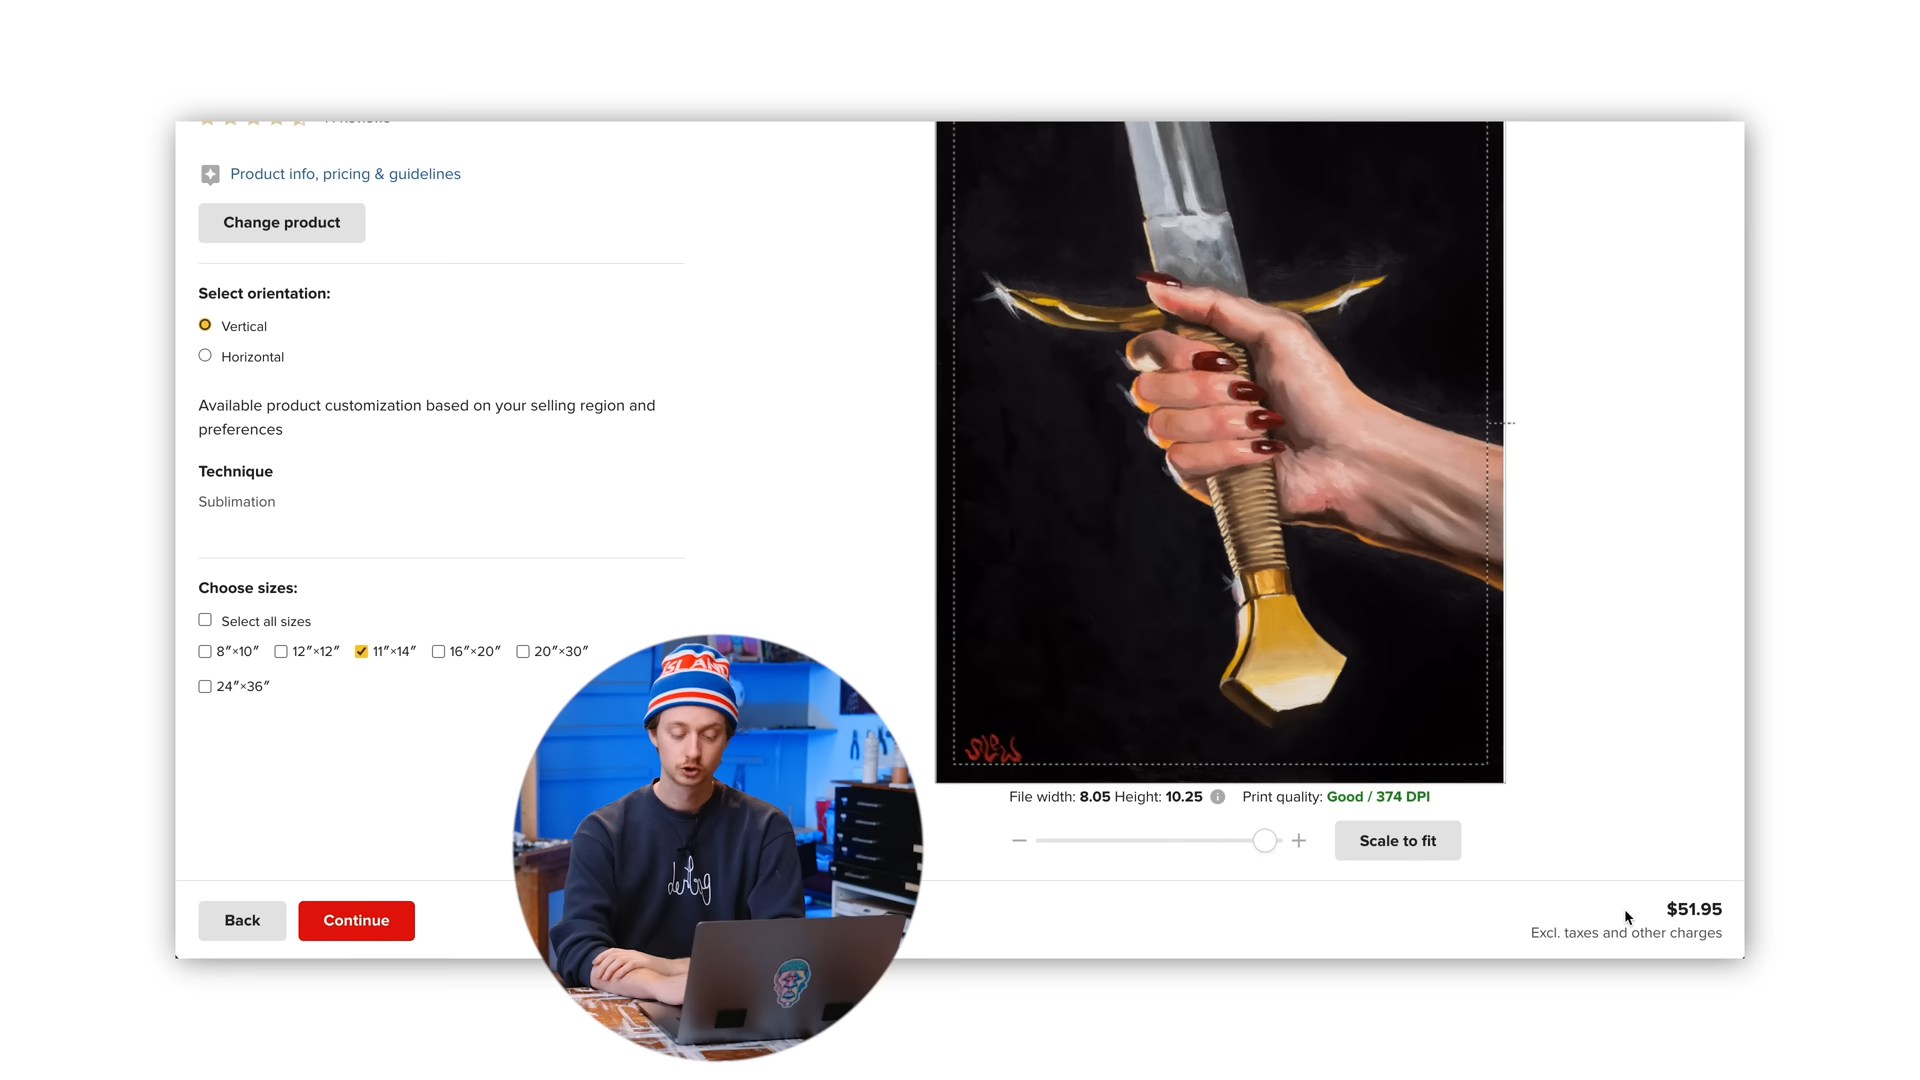 Product info, pricing & guidelines
Change product
Select orientation:
Vertical
Horizontal
Available product customization based on your selling region and
preferences
Technique
Sublimation
Choose sizes:
Select all sizes
8″×10″ 12″×12″ 11″×14″ 16″×20″ 20″×30″
24″×36″
ISLAND
File width: 8.05 Height: 10.25 Print quality: Good / 374 DPI
Scale to fit
Back
Continue
$51.95
Excl. taxes and other charges